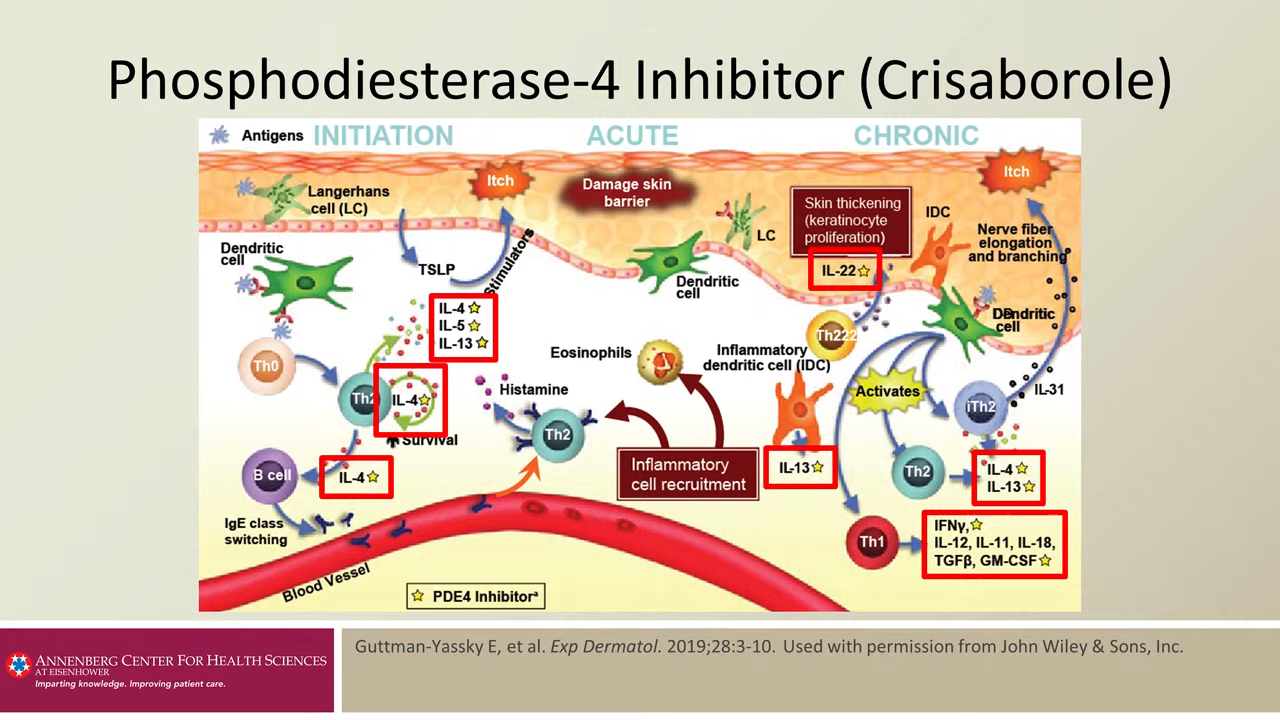 Phosphodiesterase-4 Inhibitor (Crisaborole)
Antigens
INITIATION
ACUTE
CHRONIC
Langerhans
cell (LC)
Itch
Damage skin
barrier
LC
Skin thickening
(keratinocyte
proliferation)
IDC
Itch
Nerve fiber
elongation
and branching
Dendritic
cell
TSLP
Stimulators
Dendritic
cell
IL-22
Dendritic
cell
IL-4
IL-5
IL-13
Th0
Th2
IL-4
Survival
Histamine
Eosinophils
Th2
Inflammatory
dendritic cell (IDC)
Th222
Activates
iTh2
IL-31
B cell
IL-4
Inflammatory
cell recruitment
IL-13
Th2
IL-4
IL-13
IgE class
switching
Th1
IFNγ,
IL-12, IL-11, IL-18,
TGFβ, GM-CSF
Blood Vessel
PDE4 Inhibitorᵃ
ANNENBERG CENTER FOR HEALTH SCIENCES
AT EISENHOWER
Imparting knowledge. Improving patient care.
Guttman-Yassky E, et al. Exp Dermatol. 2019;28:3-10. Used with permission from John Wiley & Sons, Inc.